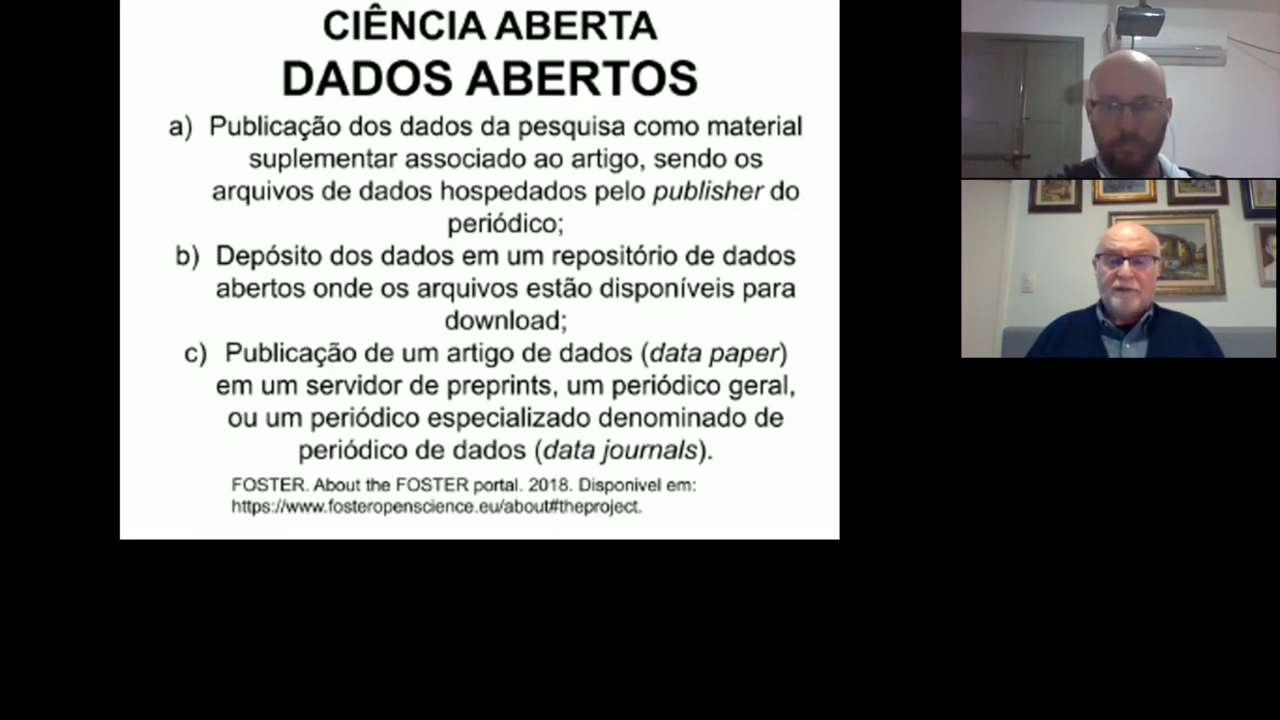 CIÊNCIA ABERTA
DADOS ABERTOS
a) Publicação dos dados da pesquisa como material
suplementar associado ao artigo, sendo os
arquivos de dados hospedados pelo publisher do
periódico;
b) Depósito dos dados em um repositório de dados
abertos onde os arquivos estão disponíveis para
download;
c) Publicação de um artigo de dados (data paper)
em um servidor de preprints, um periódico geral,
ou um periódico especializado denominado de
periódico de dados (data journals).
FOSTER. About the FOSTER portal. 2018. Disponivel em:
https://www.fosteropenscience.eu/about#theproject.